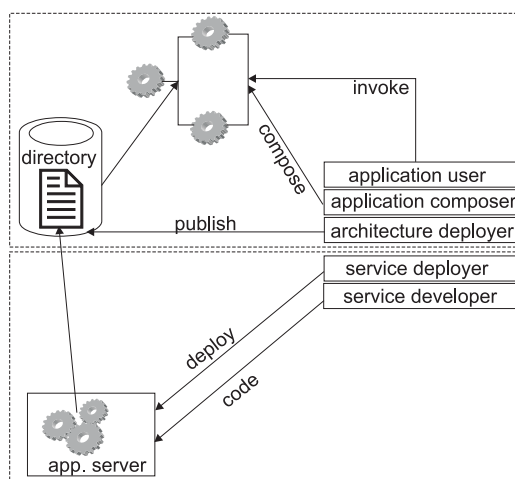 invoke
compose
directory
application user
application composer
architecture deployer
publish
service deployer
service developer
deploy
code
app. server